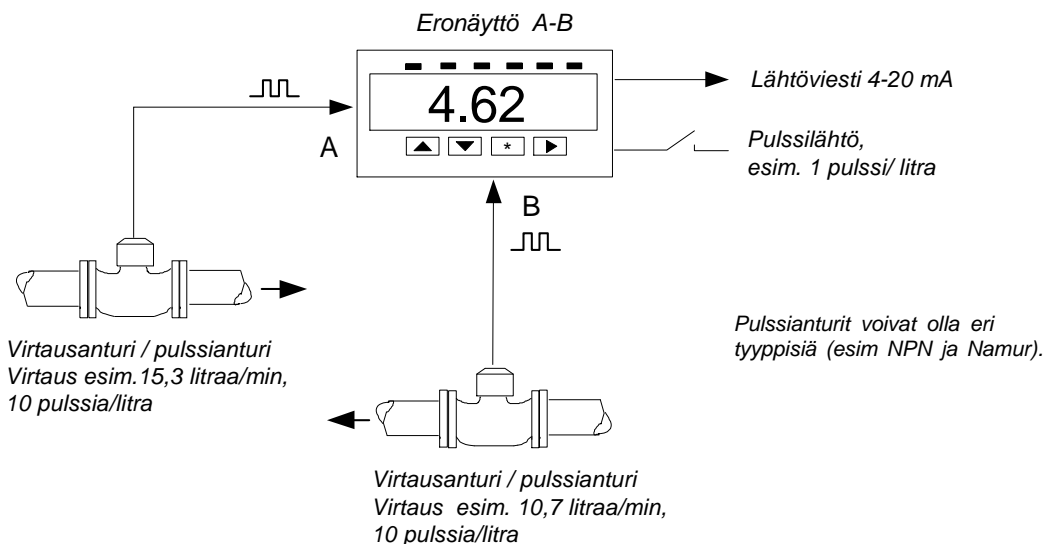 Eronäyttö A-B
4.62
*
A
B
Lähtöviesti 4-20 mA
Pulssilähtö,
esim. 1 pulssi/ litra
Virtausanturi / pulssianturi
Virtaus esim.15,3 litraa/min,
10 pulssia/litra
Pulssianturit voivat olla eri
tyyppisiä (esim NPN ja Namur).
Virtausanturi / pulssianturi
Virtaus esim. 10,7 litraa/min,
10 pulssia/litra